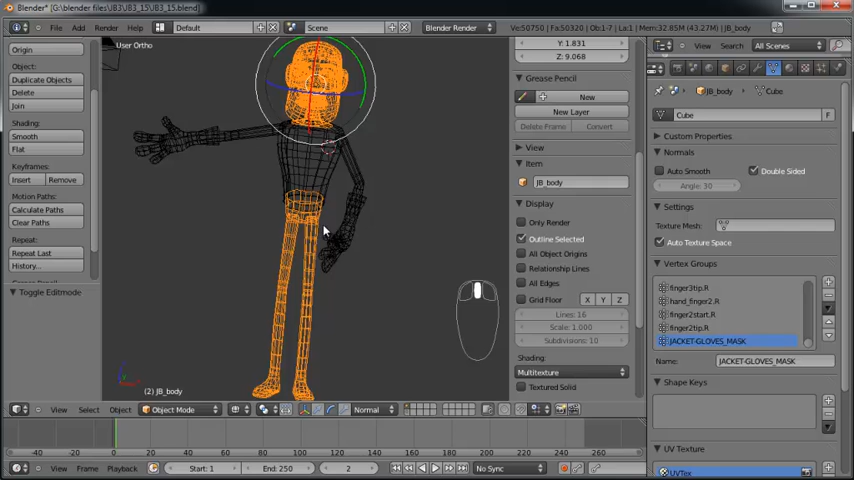 Blender* [G:\blender files\UB3\UB3_15\UB3_15.blend]
File Add Render Window Help Default Scene Blender Render Ve:50750 | Fa:50320 | Ob:1-7 | La:1 | Mem:32.85M (43.27M)
View Search All Scenes
User Ortho
Origin
Object:
Duplicate Objects
Delete
Join
Shading:
Smooth
Flat
Keyframes:
Insert Remove
Motion Paths:
Calculate Paths
Clear Paths
Repeat:
Repeat Last
History...
Toggle Editmode
(2) JB_body
Y: 1.831
Z: 9.068
Grease Pencil
New
New Layer
Delete Frame Convert
View
Item
JB_body
Display
Only Render
Outline Selected
All Object Origins
Relationship Lines
All Edges
Grid Floor X Y Z
Lines: 16
Scale: 1.000
Subdivisions: 10
Shading:
Multitexture
Textured Solid
JB_body Cube
Cube F
Custom Properties
Normals
Auto Smooth Double Sided
Angle: 30
Settings
Texture Mesh:
Auto Texture Space
Vertex Groups
finger3tip.R
hand_finger2.R
finger2start.R
finger2tip.R
JACKET-GLOVES_MASK
Name: JACKET-GLOVES_MASK
Shape Keys
UV Texture
UVTex
View Select Object Object Mode Normal
-40 -20 0 20 40 60 80 100 120 140 160 180 200 220 240 260 280
View Frame Playback Start: 1 End: 250 2 No Sync